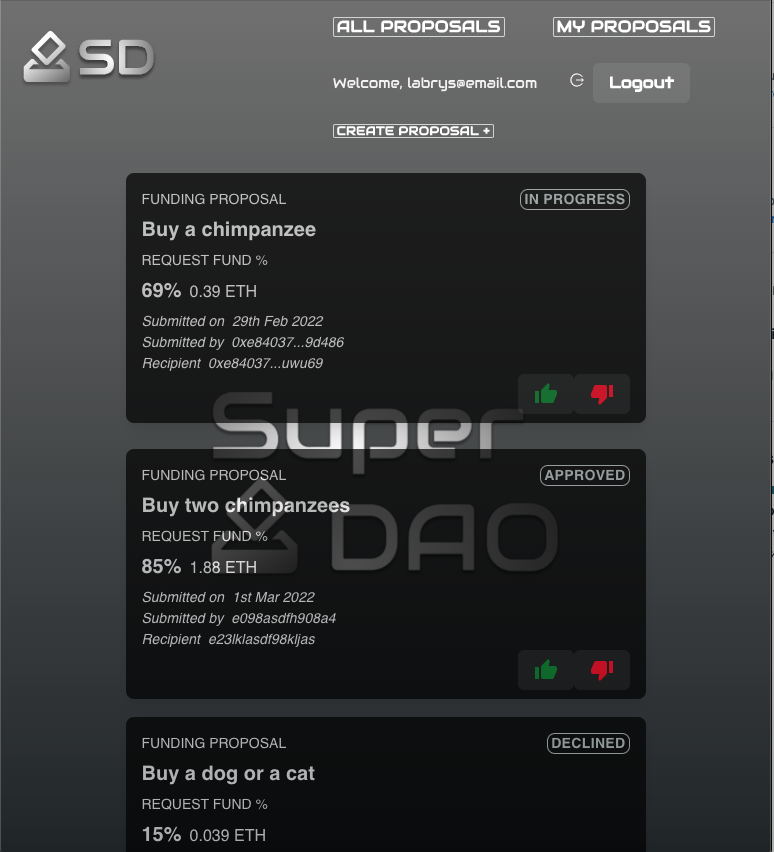 SD
ALL PROPOSALS
MY PROPOSALS
Welcome, labrys@email.com
Logout
CREATE PROPOSAL +
FUNDING PROPOSAL
IN PROGRESS
Buy a chimpanzee
REQUEST FUND %
69% 0.39 ETH
Submitted on 29th Feb 2022
Submitted by 0xe84037...9d486
Recipient 0xe84037...uwu69
Super
DAO
FUNDING PROPOSAL
APPROVED
Buy two chimpanzees
REQUEST FUND %
85% 1.88 ETH
Submitted on 1st Mar 2022
Submitted by e098asdfh908a4
Recipient e23lklasdf98kljas
FUNDING PROPOSAL
DECLINED
Buy a dog or a cat
REQUEST FUND %
15% 0.039 ETH